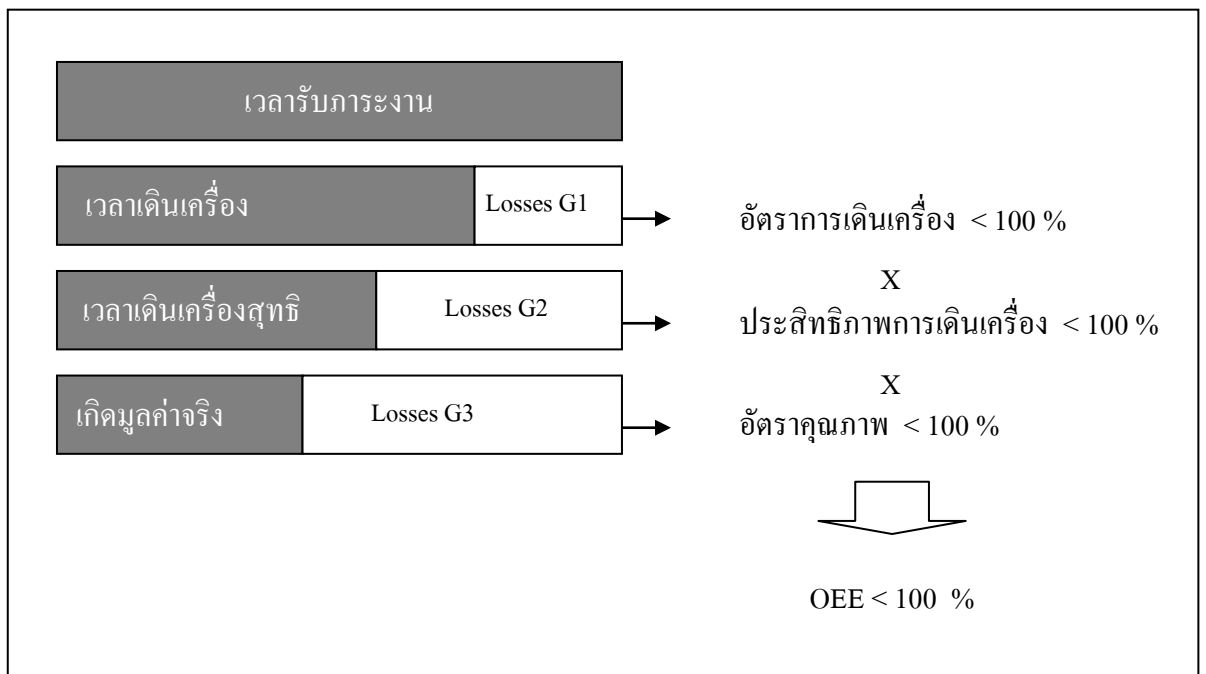 เวลารับภาระงาน
เวลาเดินเครื่อง
Losses G1
อัตราการเดินเครื่อง < 100 %
X
เวลาเดินเครื่องสุทธิ
Losses G2
ประสิทธิภาพการเดินเครื่อง < 100 %
X
เกิดมูลค่าจริง
Losses G3
อัตราคุณภาพ < 100 %
OEE < 100 %